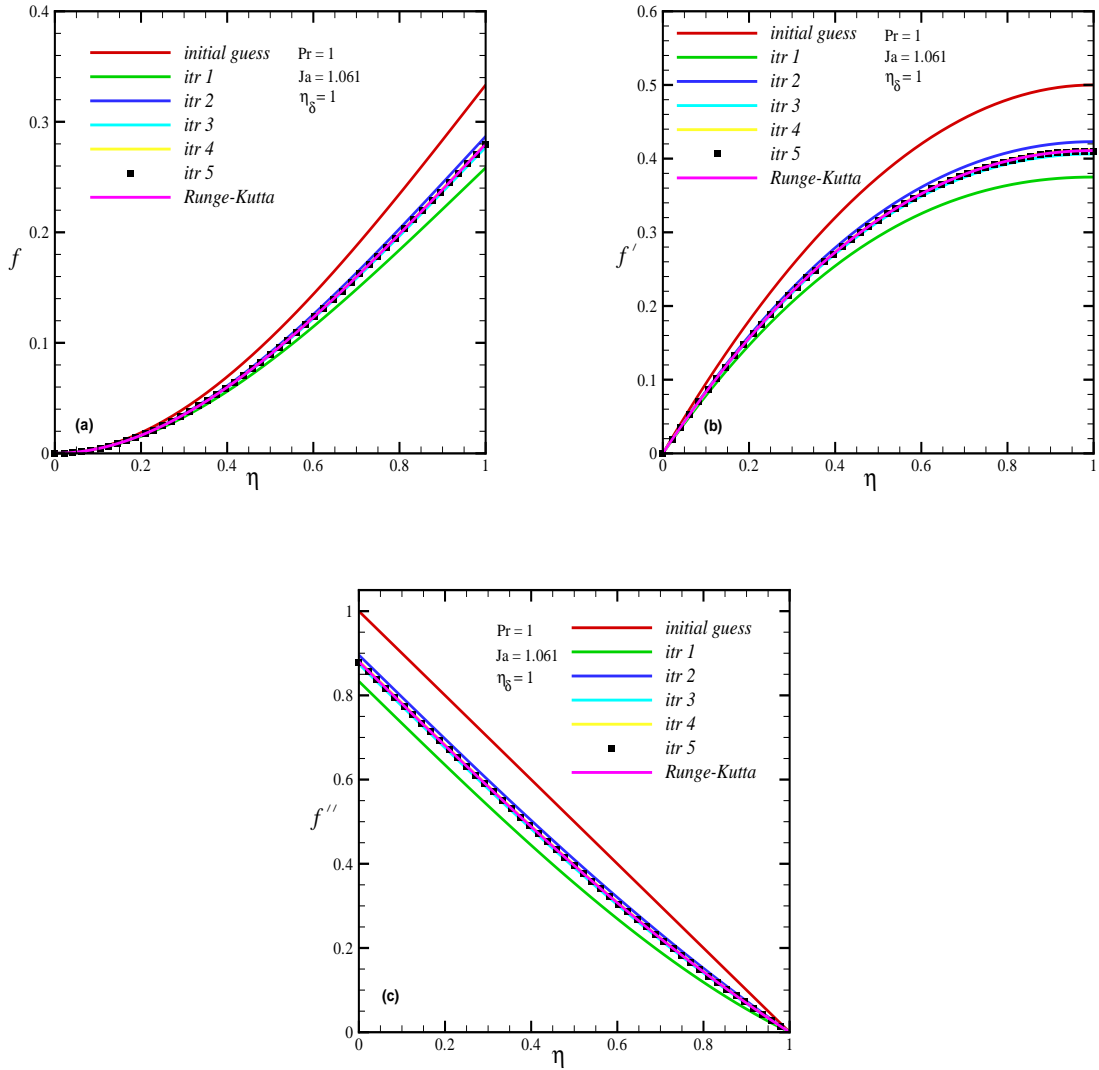 0.4
0.3
0.2
0.1
0
0
0.2
0.4
0.6
0.8
1
f
η
initial guess
itr 1
itr 2
itr 3
itr 4
itr 5
Runge-Kutta
Pr = 1
Ja = 1.061
ηδ = 1
(a)
0.6
0.5
0.4
0.3
0.2
0.1
0
0
0.2
0.4
0.6
0.8
1
f′
η
initial guess
itr 1
itr 2
itr 3
itr 4
itr 5
Runge-Kutta
Pr = 1
Ja = 1.061
ηδ = 1
(b)
1
0.8
0.6
0.4
0.2
0
0
0.2
0.4
0.6
0.8
1
f′′
η
Pr = 1
Ja = 1.061
ηδ = 1
initial guess
itr 1
itr 2
itr 3
itr 4
itr 5
Runge-Kutta
(c)